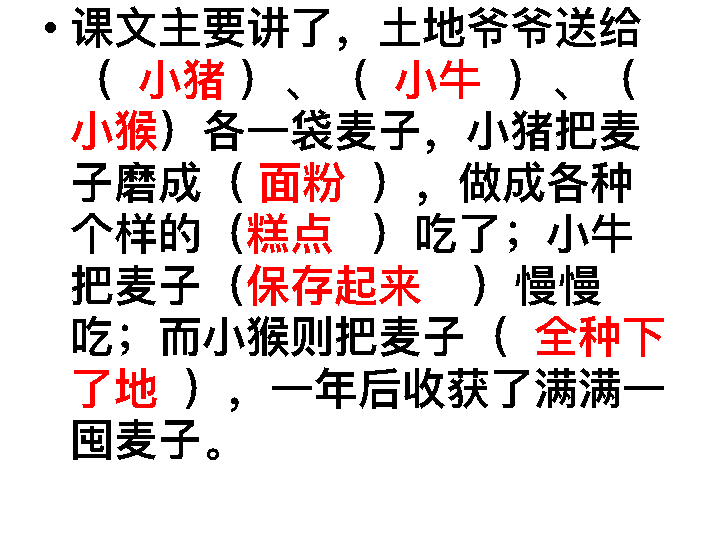 • 课文主要讲了，土地爷爷送给
（ 小猪 ）、（ 小牛 ）、（
小猴）各一袋麦子，小猪把麦
子磨成（ 面粉 ），做成各种
个样的（糕点 ）吃了；小牛
把麦子（保存起来 ）慢慢
吃；而小猴则把麦子（ 全种下
了地 ），一年后收获了满满一
囤麦子。